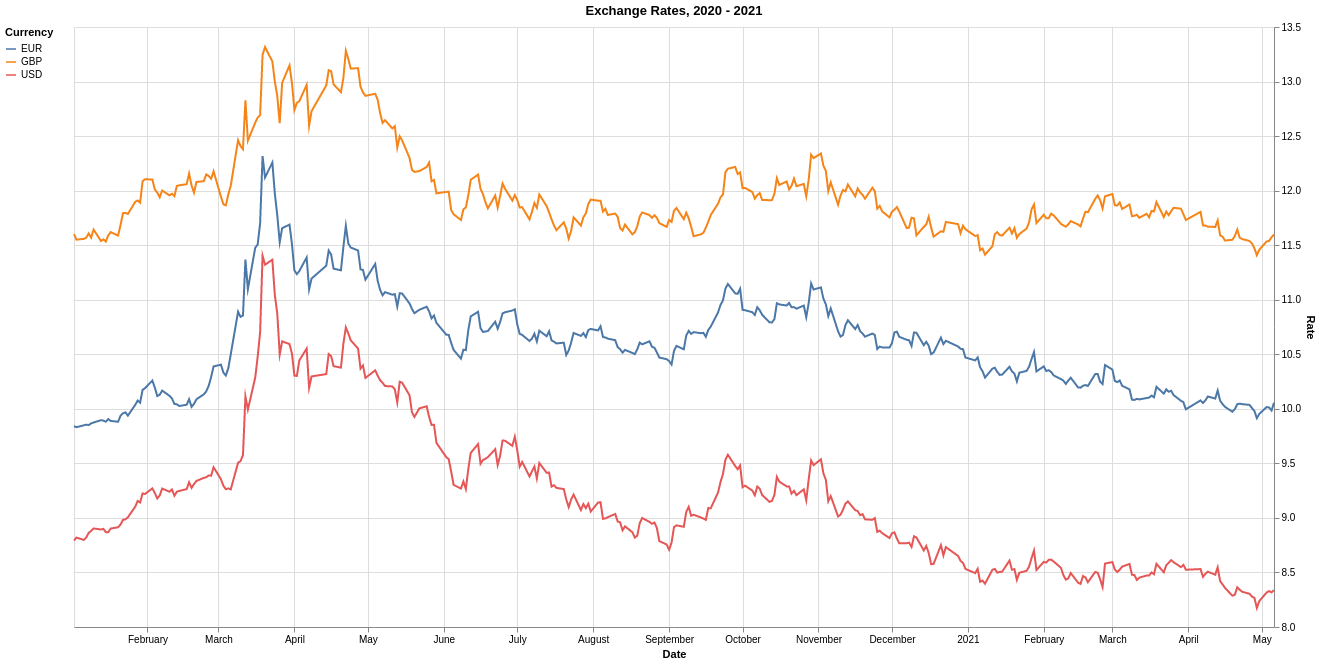 Exchange Rates, 2020 - 2021
Currency
EUR
GBP
USD
13.5
13.0
12.5
12.0
11.5
11.0
10.5
10.0
9.5
9.0
8.5
8.0
Rate
February March April May June July August September October November December 2021 February March April May
Date